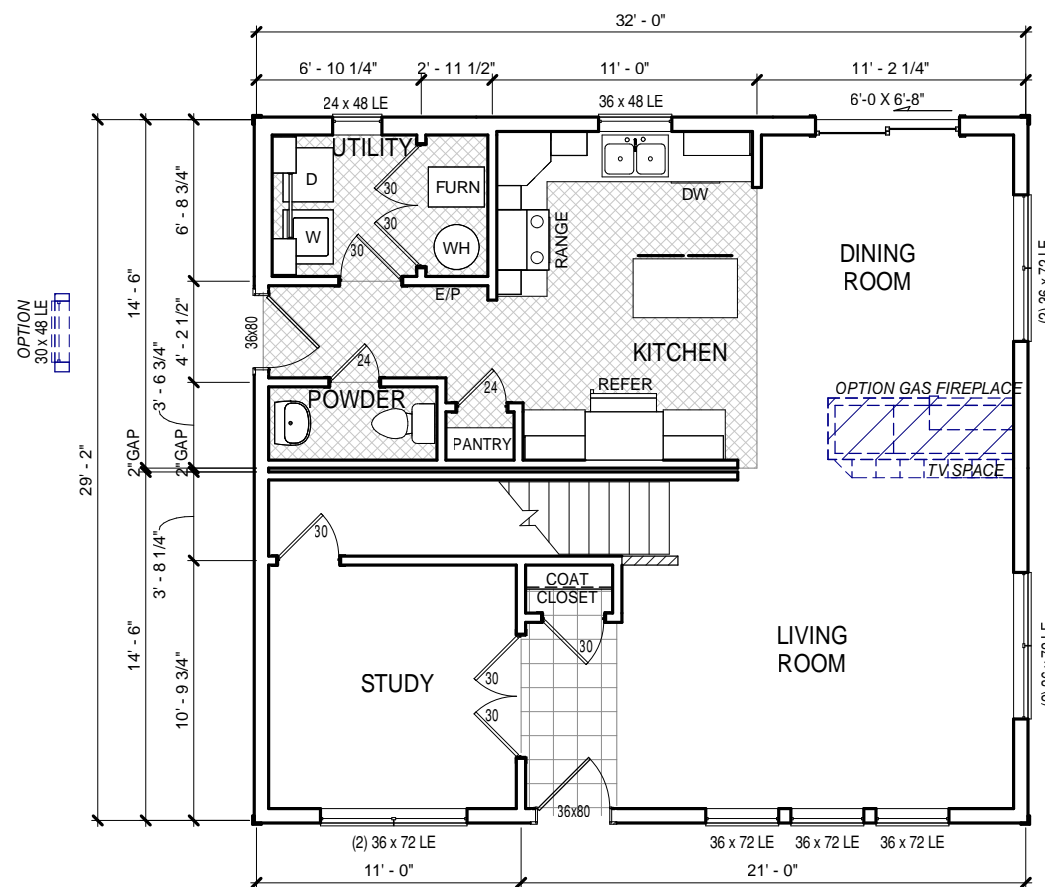 32' - 0"
6' - 10 1/4"
2' - 11 1/2"
11' - 0"
11' - 2 1/4"
24 x 48 LE
36 x 48 LE
6'-0 X 6'-8"
UTILITY
D
W
30
30
30
FURN
WH
E/P
RANGE
DW
DINING
ROOM
(2) 36 x 72 LE
OPTION
30 x 48 LE
29' - 2"
14' - 6"
2" GAP
14' - 6"
6' - 8 3/4"
4' - 2 1/2"
3' - 6 3/4"
2" GAP
3' - 8 1/4"
10' - 9 3/4"
36x80
24
POWDER
24
PANTRY
KITCHEN
REFER
OPTION GAS FIREPLACE
TV SPACE
30
COAT
CLOSET
30
STUDY
30
30
LIVING
ROOM
36x80
(2) 36 x 72 LE
36 x 72 LE
36 x 72 LE
36 x 72 LE
11' - 0"
21' - 0"